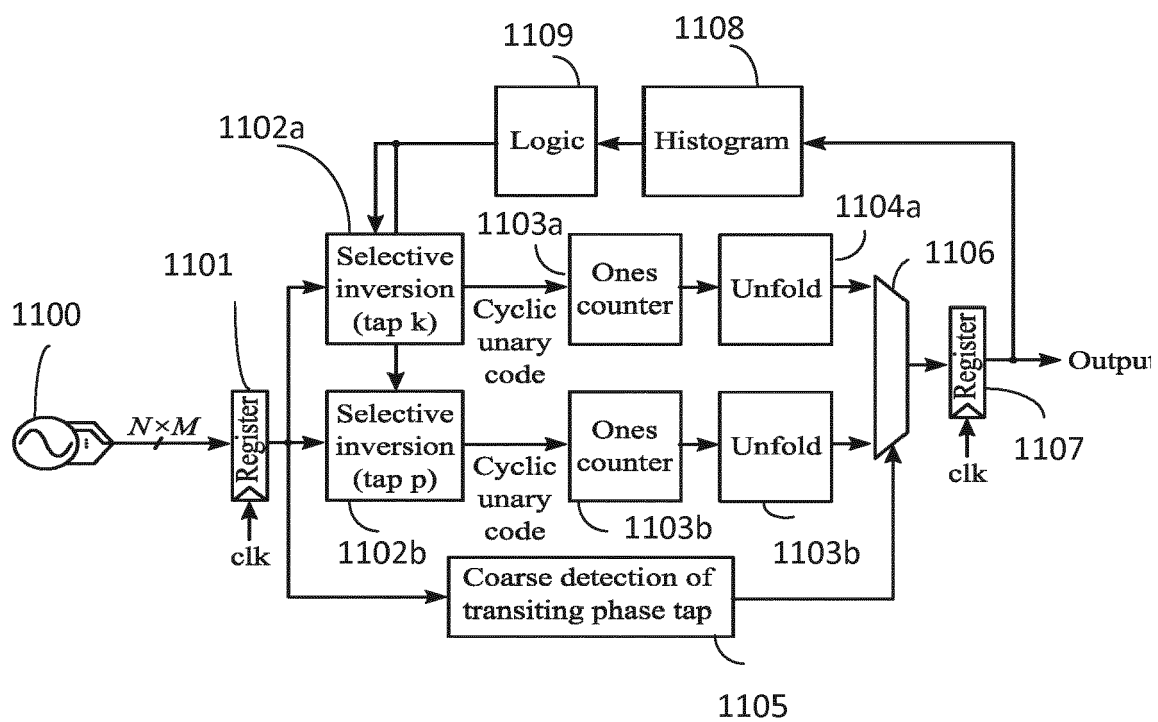 1109
1108
1102a
Logic
Histogram
1103a
1104a
1101
Selective
inversion
(tap k)
Ones
counter
Unfold
1106
1100
Cyclic
unary
code
Register
Output
N×M
Register
Selective
inversion
(tap p)
Ones
counter
Unfold
clk
1107
Cyclic
unary
code
clk
1102b
1103b
1103b
Coarse detection of
transiting phase tap
1105